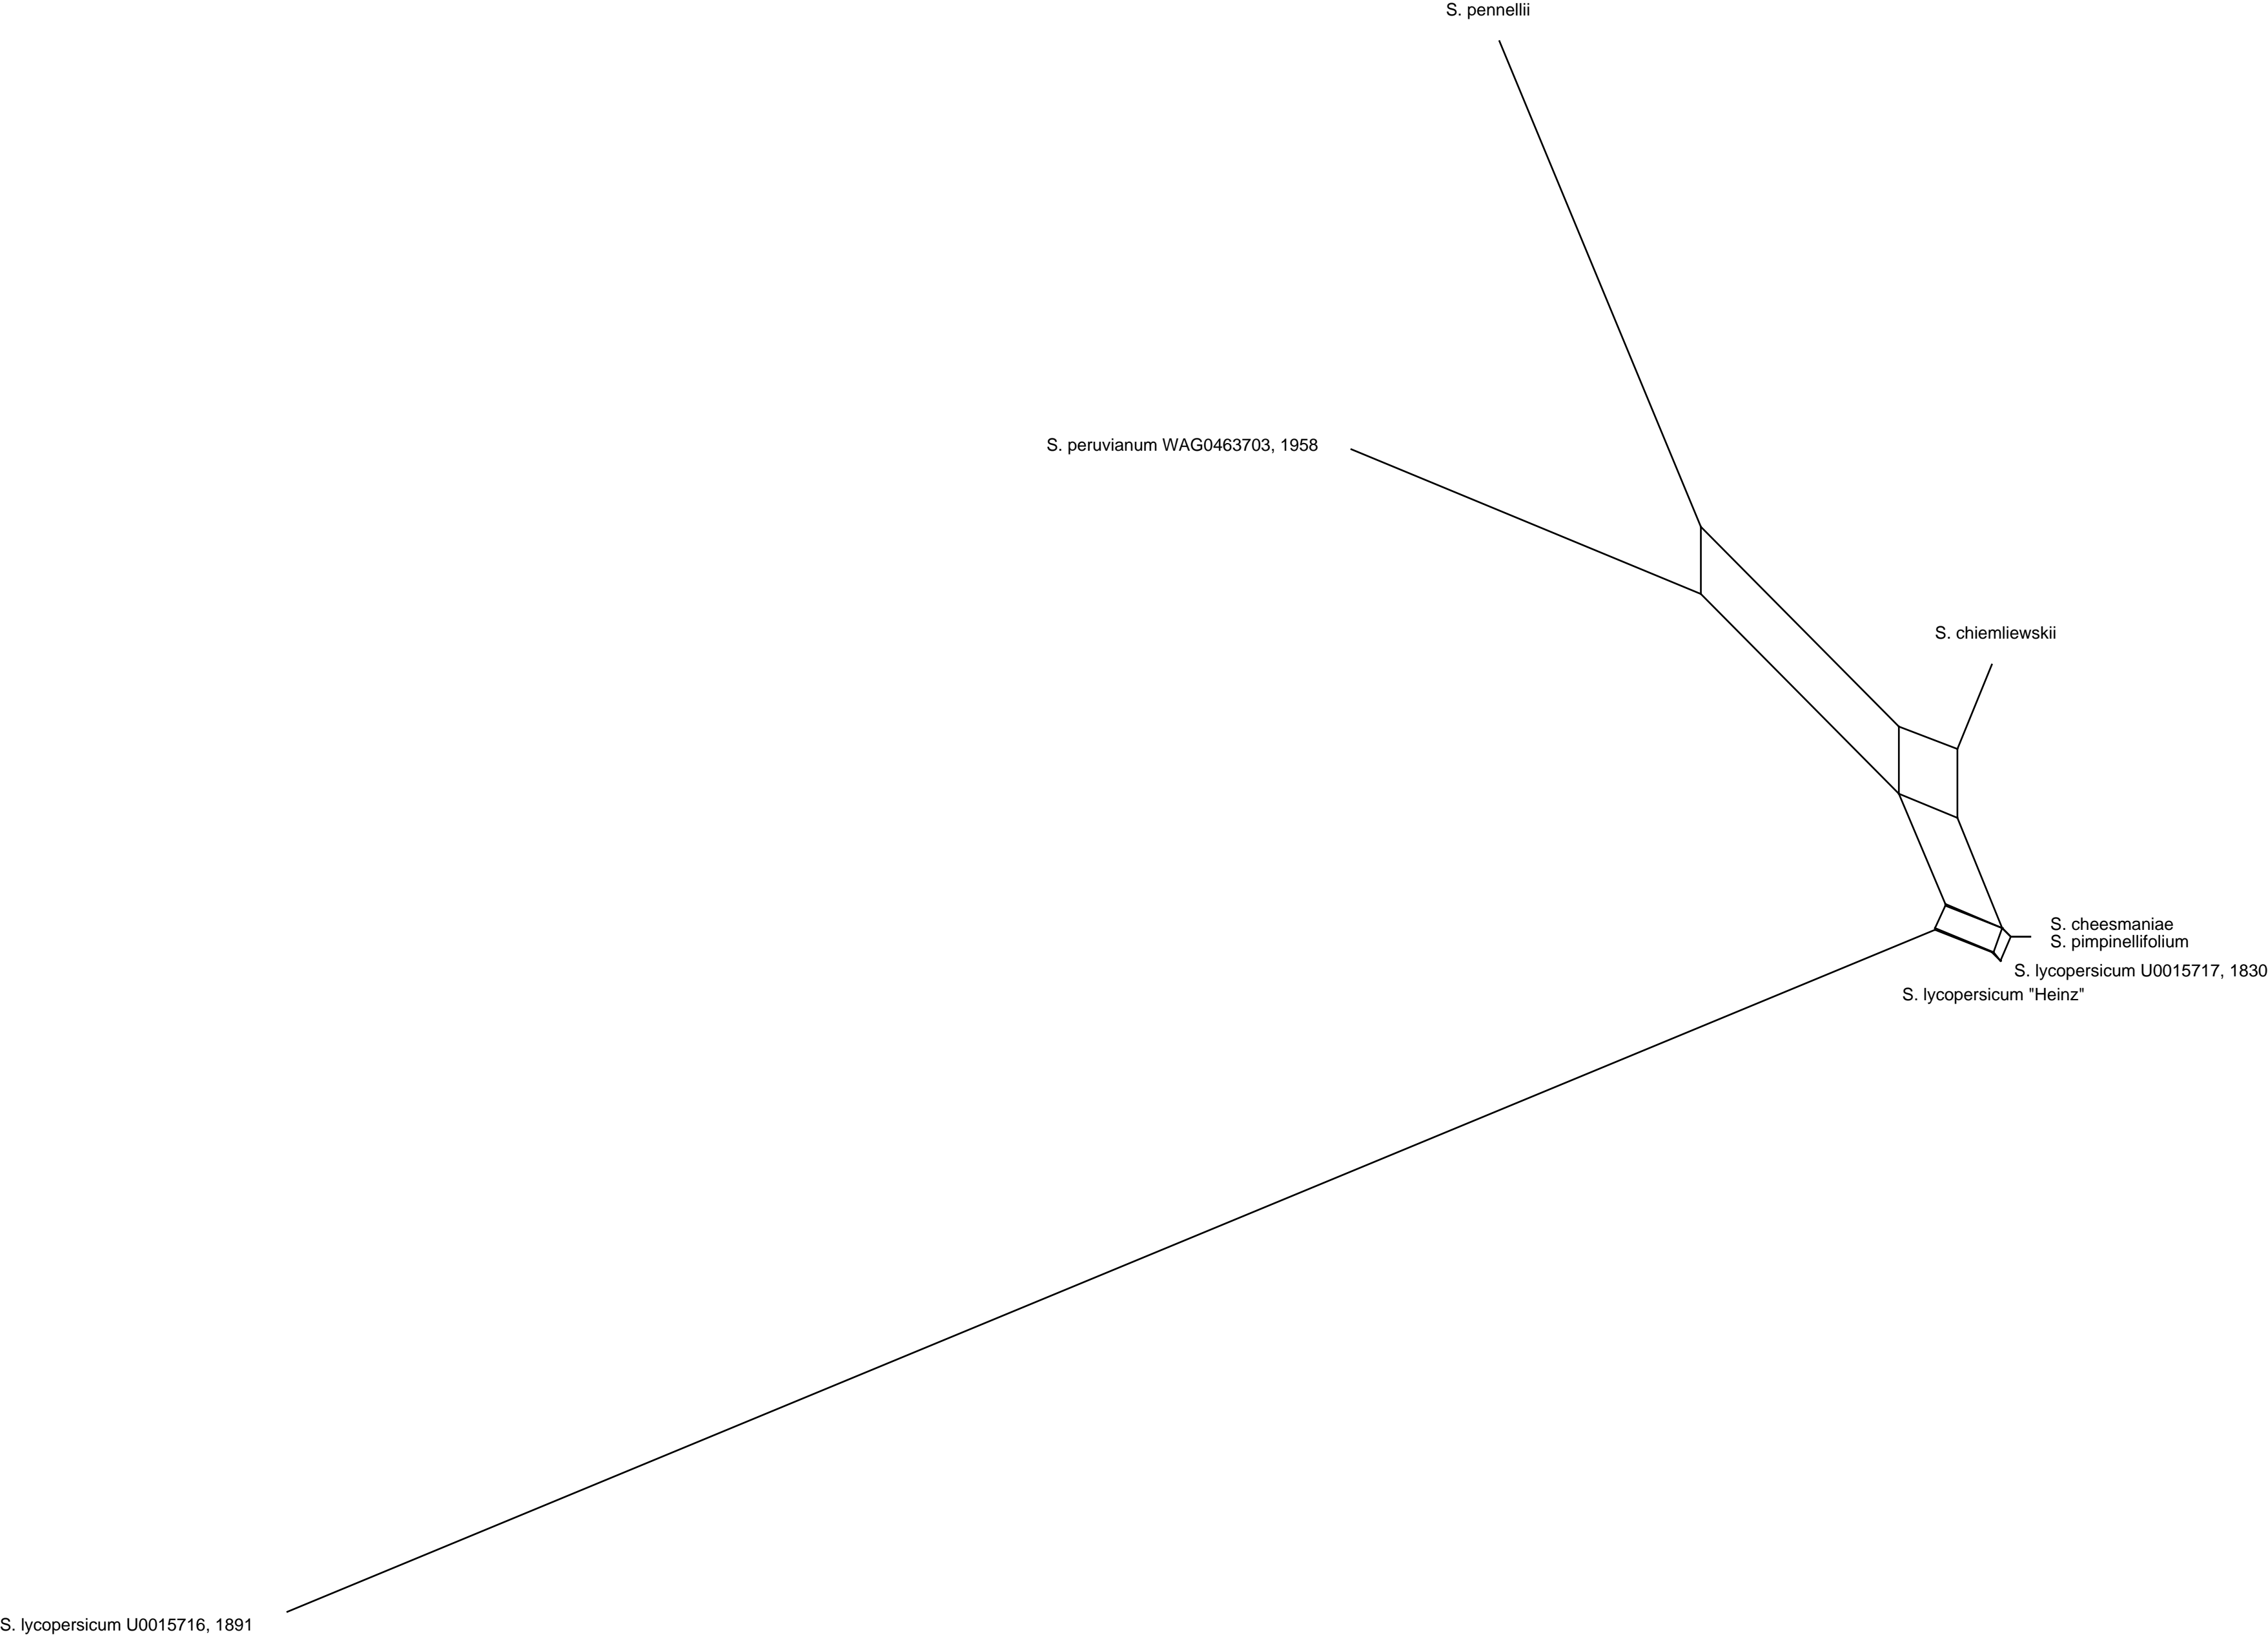 S. pennellii
S. peruvianum WAG0463703, 1958
S. chiemliewskii
S. cheesmaniae
S. pimpinellifolium
S. lycopersicum U0015717, 1830
S. lycopersicum "Heinz"
S. lycopersicum U0015716, 1891